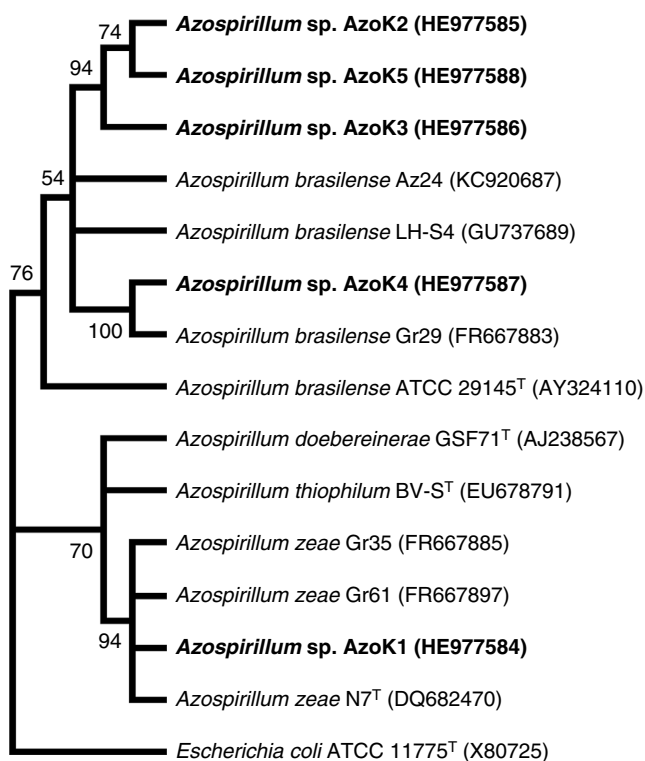 74
Azospirillum sp. AzoK2 (HE977585)
94
Azospirillum sp. AzoK5 (HE977588)
Azospirillum sp. AzoK3 (HE977586)
54
Azospirillum brasilense Az24 (KC920687)
Azospirillum brasilense LH-S4 (GU737689)
76
Azospirillum sp. AzoK4 (HE977587)
100
Azospirillum brasilense Gr29 (FR667883)
Azospirillum brasilense ATCC 29145ᵀ (AY324110)
Azospirillum doebereinerae GSF71ᵀ (AJ238567)
Azospirillum thiophilum BV-Sᵀ (EU678791)
70
Azospirillum zeae Gr35 (FR667885)
Azospirillum zeae Gr61 (FR667897)
94
Azospirillum sp. AzoK1 (HE977584)
Azospirillum zeae N7ᵀ (DQ682470)
Escherichia coli ATCC 11775ᵀ (X80725)